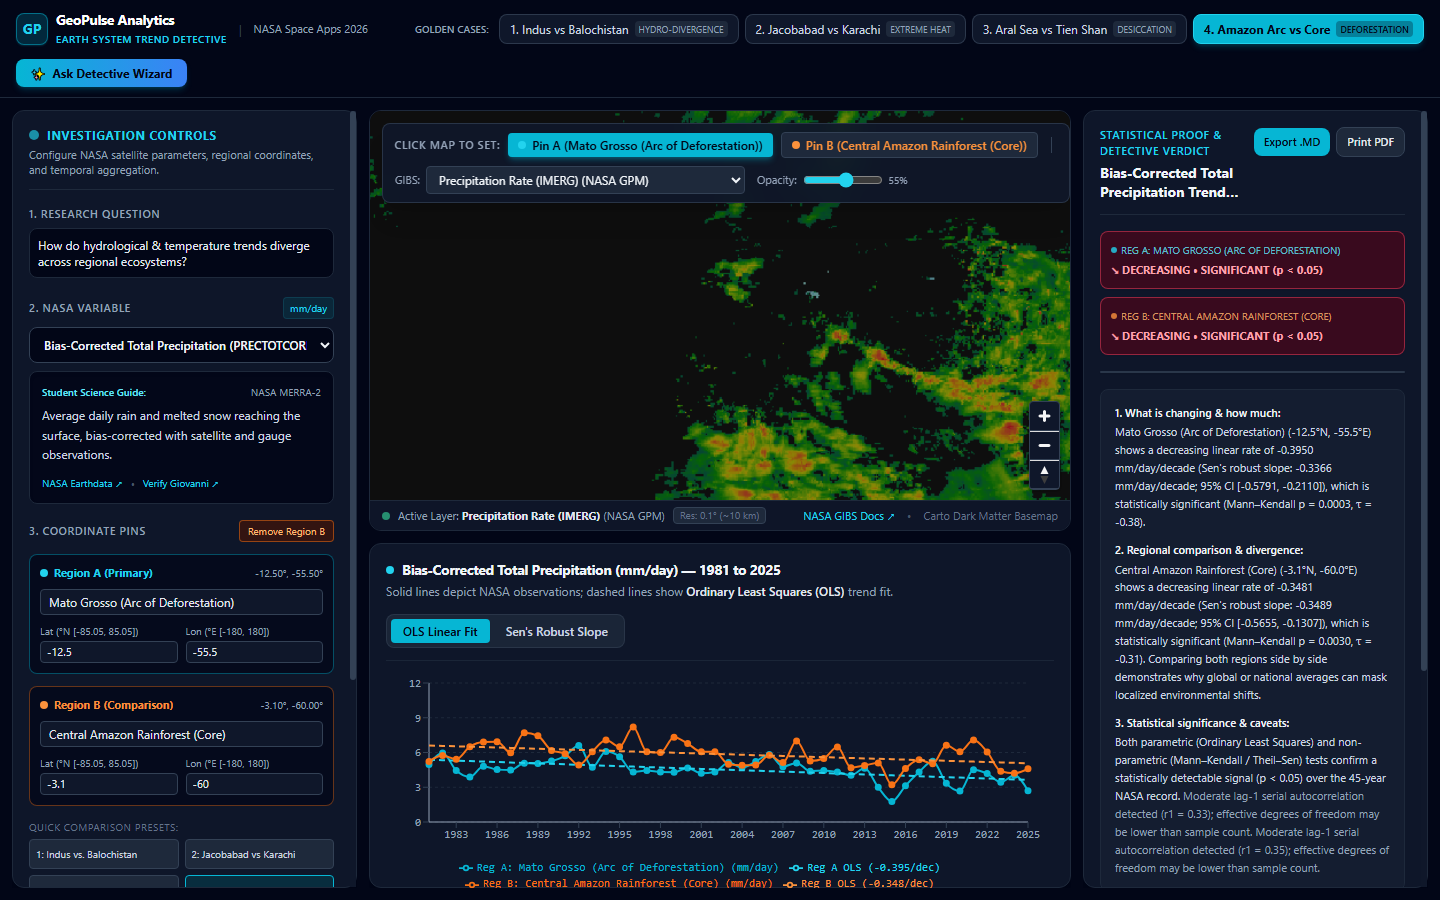 GP
GeoPulse Analytics
EARTH SYSTEM TREND DETECTIVE
NASA Space Apps 2026
GOLDEN CASES:
1. Indus vs Balochistan HYDRO-DIVERGENCE
2. Jacobabad vs Karachi EXTREME HEAT
3. Aral Sea vs Tien Shan DESICCATION
4. Amazon Arc vs Core DEFORESTATION
✨ Ask Detective Wizard
INVESTIGATION CONTROLS
Configure NASA satellite parameters, regional coordinates,
and temporal aggregation.
1. RESEARCH QUESTION
How do hydrological & temperature trends diverge
across regional ecosystems?
2. NASA VARIABLE
mm/day
Bias-Corrected Total Precipitation (PRECTOTCOR
Student Science Guide:
NASA MERRA-2
Average daily rain and melted snow reaching the
surface, bias-corrected with satellite and gauge
observations.
NASA Earthdata ↗ • Verify Giovanni ↗
3. COORDINATE PINS
Remove Region B
Region A (Primary)
-12.50°, -55.50°
Mato Grosso (Arc of Deforestation)
Lat (°N [-85.05, 85.05])
Lon (°E [-180, 180])
-12.5
-55.5
Region B (Comparison)
-3.10°, -60.00°
Central Amazon Rainforest (Core)
Lat (°N [-85.05, 85.05])
Lon (°E [-180, 180])
-3.1
-60
QUICK COMPARISON PRESETS:
1: Indus vs. Balochistan
2: Jacobabad vs Karachi
CLICK MAP TO SET:
Pin A (Mato Grosso (Arc of Deforestation))
Pin B (Central Amazon Rainforest (Core))
GIBS:
Precipitation Rate (IMERG) (NASA GPM)
Opacity:
55%
Active Layer: Precipitation Rate (IMERG) (NASA GPM)
Res: 0.1° (~10 km)
NASA GIBS Docs ↗ • Carto Dark Matter Basemap
Bias-Corrected Total Precipitation (mm/day) — 1981 to 2025
Solid lines depict NASA observations; dashed lines show Ordinary Least Squares (OLS) trend fit.
OLS Linear Fit
Sen's Robust Slope
12
9
6
3
0
1983 1986 1989 1992 1995 1998 2001 2004 2007 2010 2013 2016 2019 2022 2025
Reg A: Mato Grosso (Arc of Deforestation) (mm/day) Reg A OLS (-0.395/dec)
Reg B: Central Amazon Rainforest (Core) (mm/day) Reg B OLS (-0.348/dec)
STATISTICAL PROOF &
DETECTIVE VERDICT
Export .MD
Print PDF
Bias-Corrected Total
Precipitation Trend...
REG A: MATO GROSSO (ARC OF DEFORESTATION)
↘ DECREASING • SIGNIFICANT (p < 0.05)
REG B: CENTRAL AMAZON RAINFOREST (CORE)
↘ DECREASING • SIGNIFICANT (p < 0.05)
1. What is changing & how much:
Mato Grosso (Arc of Deforestation) (-12.5°N, -55.5°E)
shows a decreasing linear rate of -0.3950
mm/day/decade (Sen's robust slope: -0.3366
mm/day/decade; 95% CI [-0.5791, -0.2110]), which is
statistically significant (Mann–Kendall p = 0.0003, τ =
-0.38).
2. Regional comparison & divergence:
Central Amazon Rainforest (Core) (-3.1°N, -60.0°E)
shows a decreasing linear rate of -0.3481
mm/day/decade (Sen's robust slope: -0.3489
mm/day/decade; 95% CI [-0.5655, -0.1307]), which is
statistically significant (Mann–Kendall p = 0.0030, τ =
-0.31). Comparing both regions side by side
demonstrates why global or national averages can mask
localized environmental shifts.
3. Statistical significance & caveats:
Both parametric (Ordinary Least Squares) and non-
parametric (Mann–Kendall / Theil–Sen) tests confirm a
statistically detectable signal (p < 0.05) over the 45-year
NASA record. Moderate lag-1 serial autocorrelation
detected (r1 = 0.33); effective degrees of freedom may
be lower than sample count. Moderate lag-1 serial
autocorrelation detected (r1 = 0.35); effective degrees of
freedom may be lower than sample count.